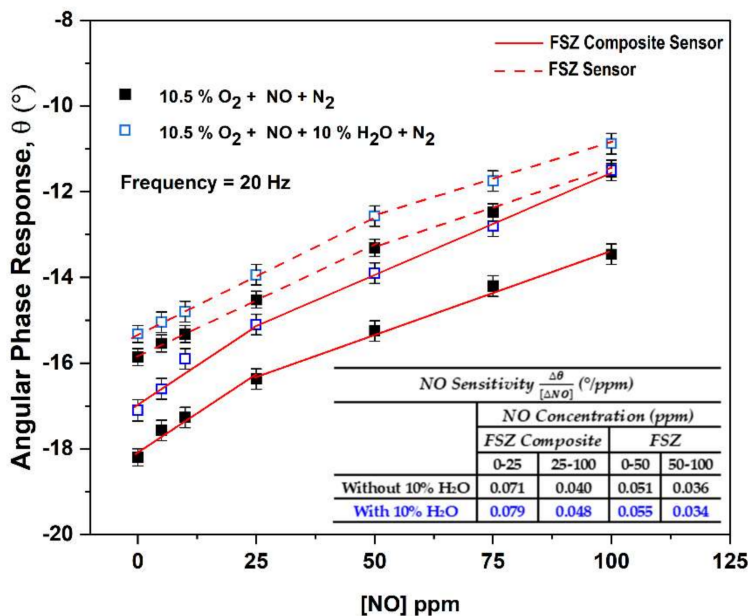 -8
-10
-12
-14
-16
-18
-20
Angular Phase Response, θ (°)
FSZ Composite Sensor
FSZ Sensor
10.5 % O₂ + NO + N₂
10.5 % O₂ + NO + 10 % H₂O + N₂
Frequency = 20 Hz
NO Sensitivity Δθ/[ΔNO] (°/ppm)
NO Concentration (ppm)
FSZ Composite FSZ
0-25 25-100 0-50 50-100
Without 10% H₂O 0.071 0.040 0.051 0.036
With 10% H₂O 0.079 0.048 0.055 0.034
0 25 50 75 100 125
[NO] ppm